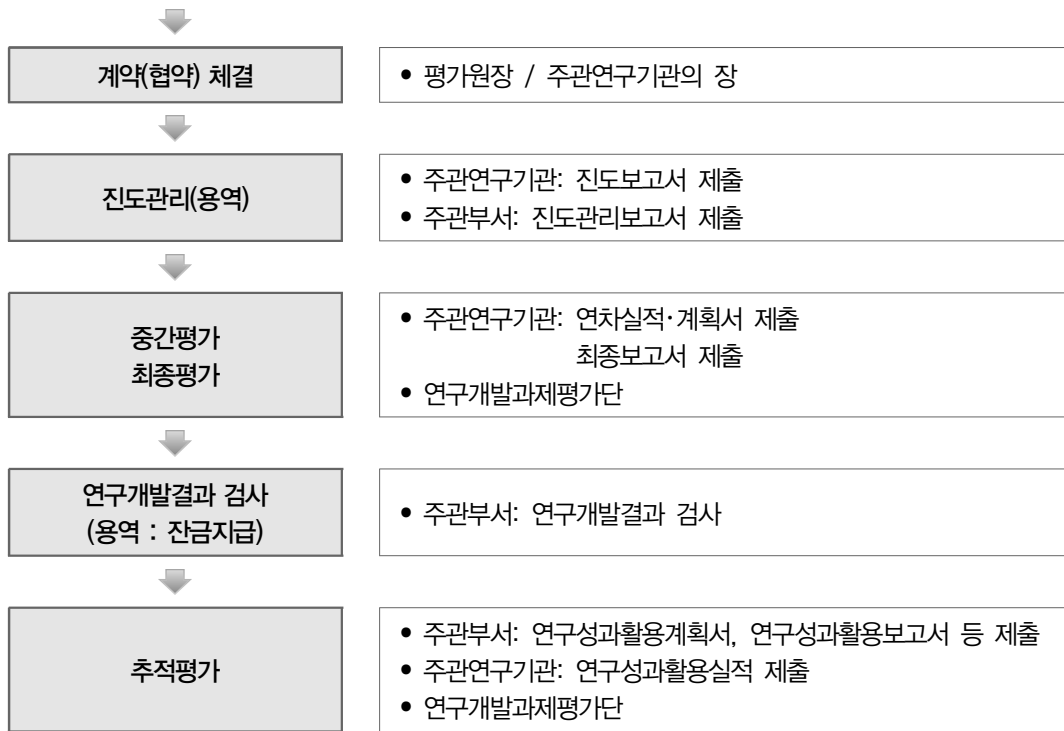 계약(협약) 체결
• 평가원장 / 주관연구기관의 장
진도관리(용역)
• 주관연구기관: 진도보고서 제출
• 주관부서: 진도관리보고서 제출
중간평가
최종평가
• 주관연구기관: 연차실적·계획서 제출
최종보고서 제출
• 연구개발과제평가단
연구개발결과 검사
(용역 : 잔금지급)
• 주관부서: 연구개발결과 검사
추적평가
• 주관부서: 연구성과활용계획서, 연구성과활용보고서 등 제출
• 주관연구기관: 연구성과활용실적 제출
• 연구개발과제평가단